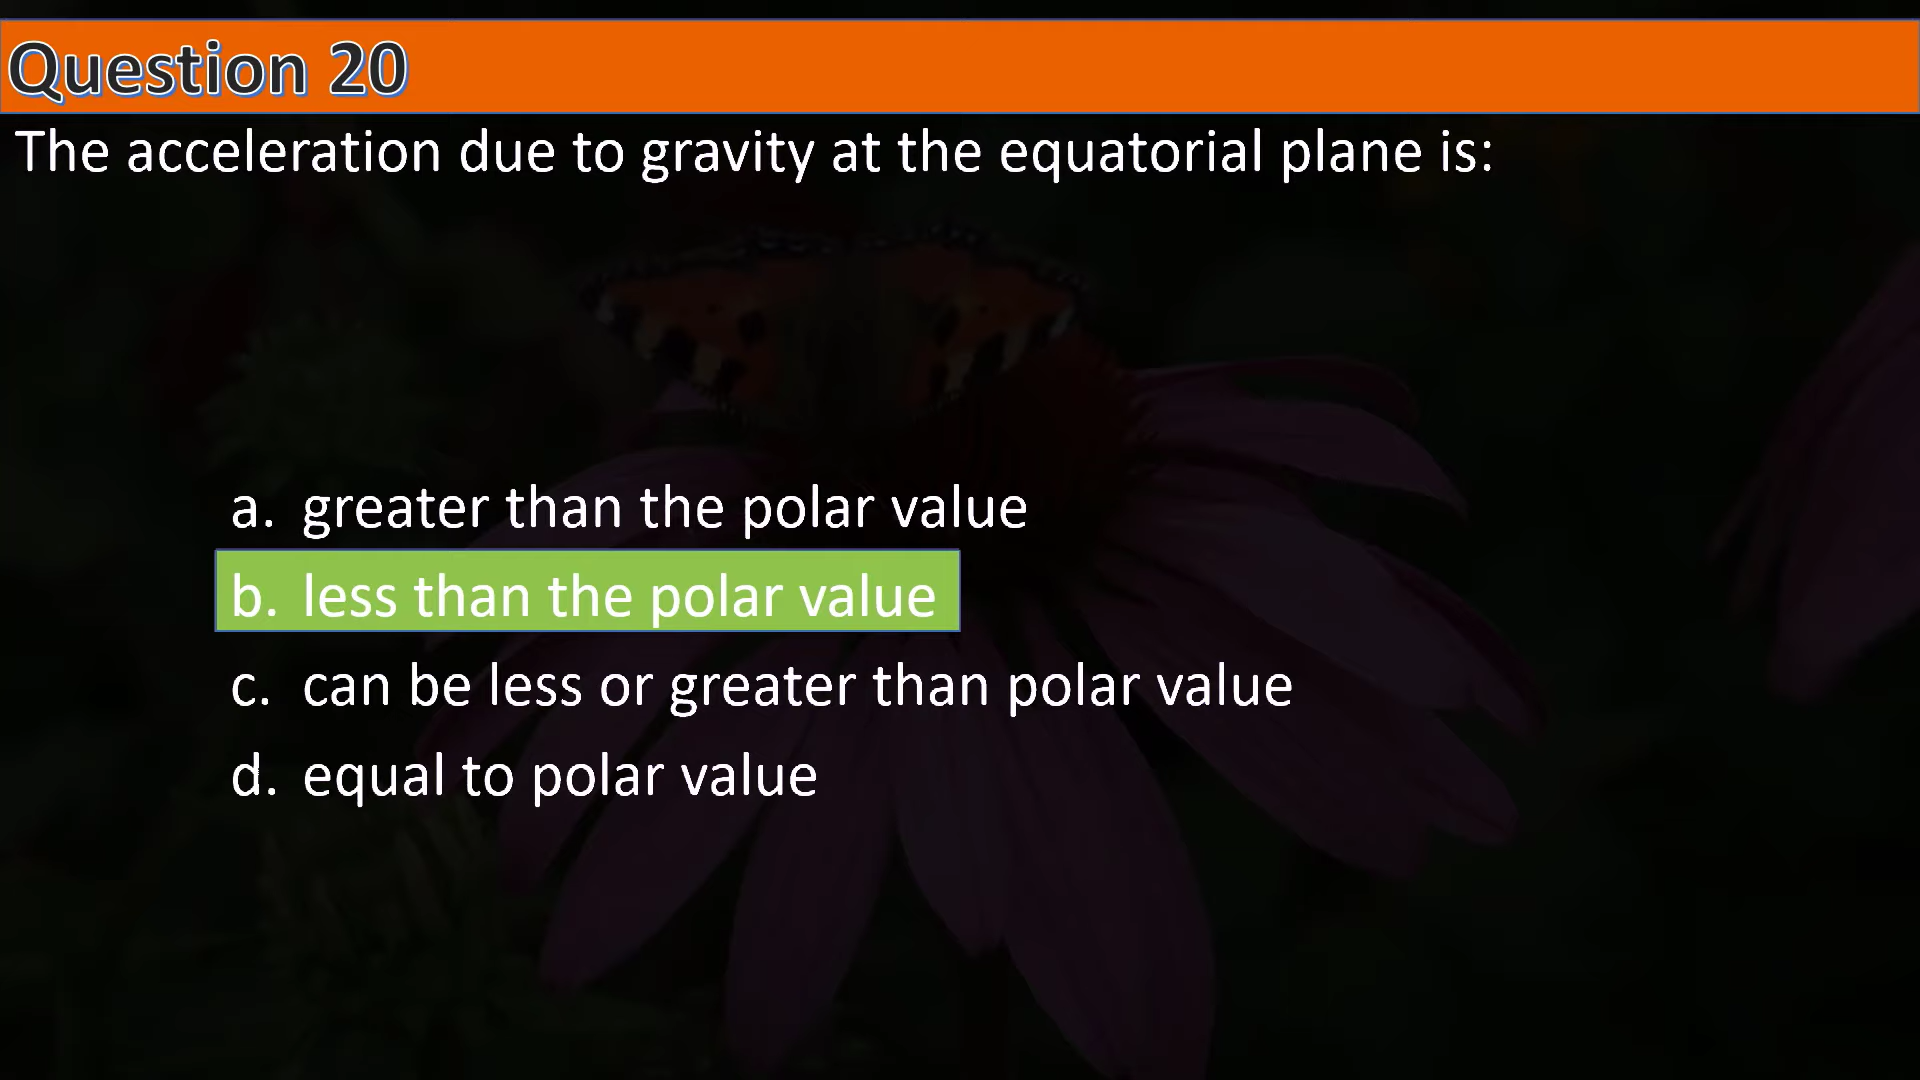 Question 20
The acceleration due to gravity at the equatorial plane is:
a. greater than the polar value
b. less than the polar value
c. can be less or greater than polar value
d. equal to polar value